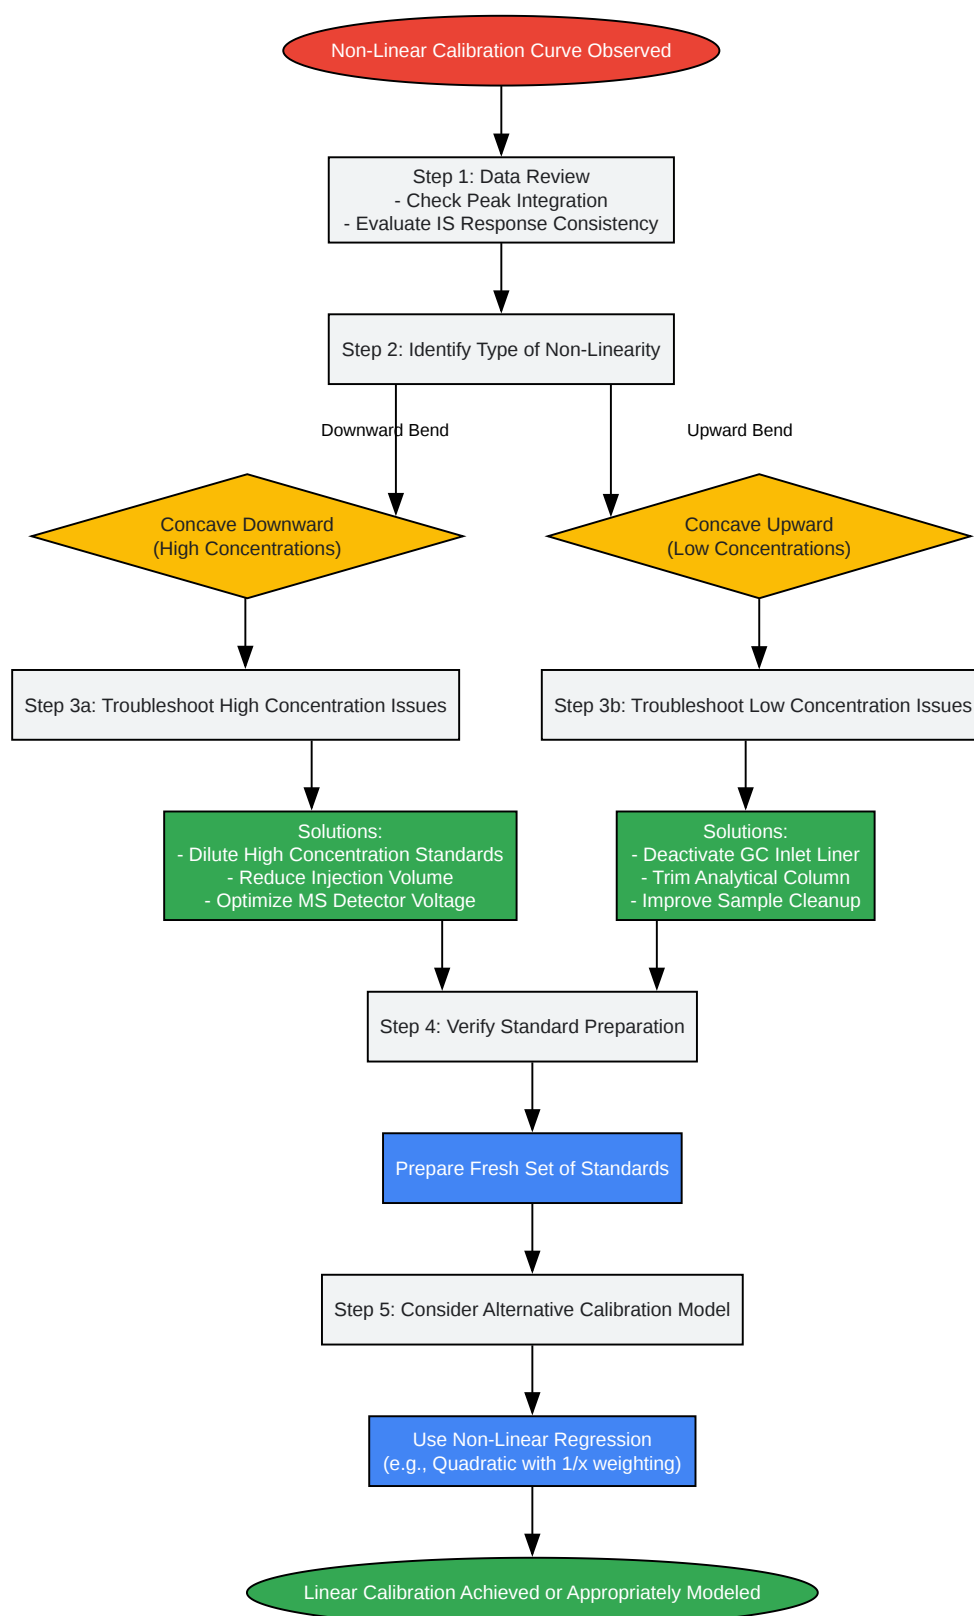 Non-Linear Calibration Curve Observed
Step 1: Data Review
- Check Peak Integration
- Evaluate IS Response Consistency
Step 2: Identify Type of Non-Linearity
Downward Bend
Upward Bend
Concave Downward
(High Concentrations)
Concave Upward
(Low Concentrations)
Step 3a: Troubleshoot High Concentration Issues
Step 3b: Troubleshoot Low Concentration Issues
Solutions:
- Dilute High Concentration Standards
- Reduce Injection Volume
- Optimize MS Detector Voltage
Solutions:
- Deactivate GC Inlet Liner
- Trim Analytical Column
- Improve Sample Cleanup
Step 4: Verify Standard Preparation
Prepare Fresh Set of Standards
Step 5: Consider Alternative Calibration Model
Use Non-Linear Regression
(e.g., Quadratic with 1/x weighting)
Linear Calibration Achieved or Appropriately Modeled